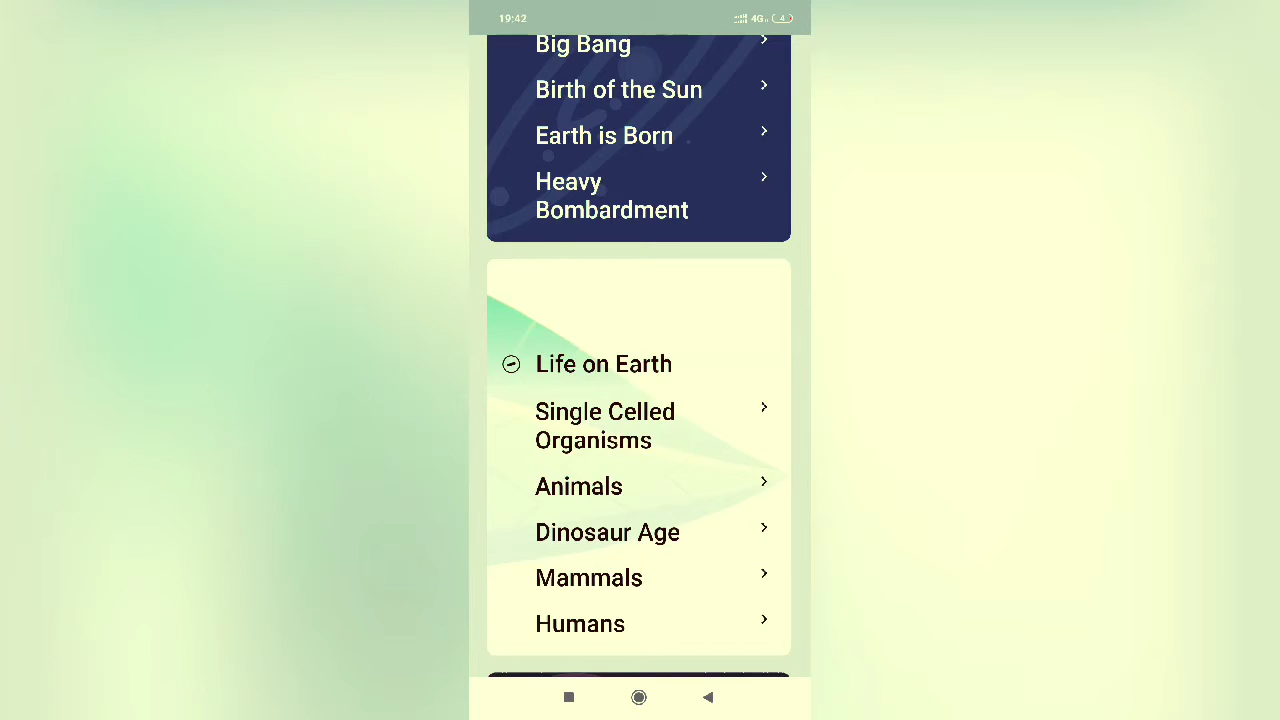 19:42
4G
4
Big Bang
Birth of the Sun
Earth is Born
Heavy
Bombardment
Life on Earth
Single Celled
Organisms
Animals
Dinosaur Age
Mammals
Humans